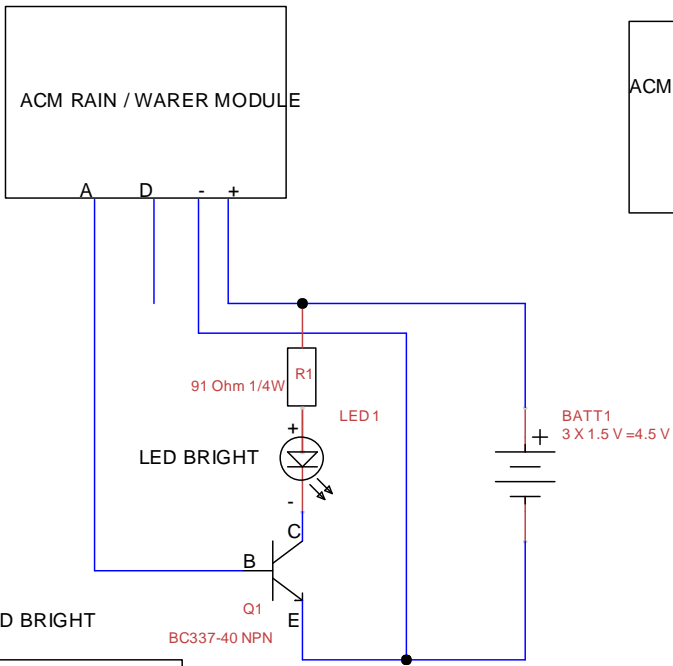 ACM RAIN / WARER MODULE
ACM
A D - +
R1
91 Ohm 1/4W
LED1
BATT1
3 X 1.5 V =4.5 V
+
+
LED BRIGHT
-
C
B
Q1
E
D BRIGHT
BC337-40 NPN